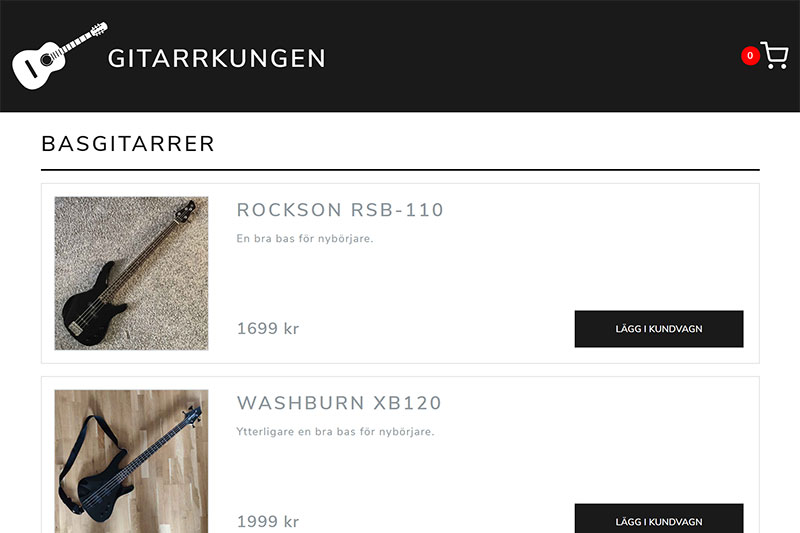 GITARRKUNGEN
0
BASGITARRER
ROCKSON RSB-110
En bra bas för nybörjare.
1699 kr
LÄGG I KUNDVAGN
WASHBURN XB120
Ytterligare en bra bas för nybörjare.
1999 kr
LÄGG I KUNDVAGN